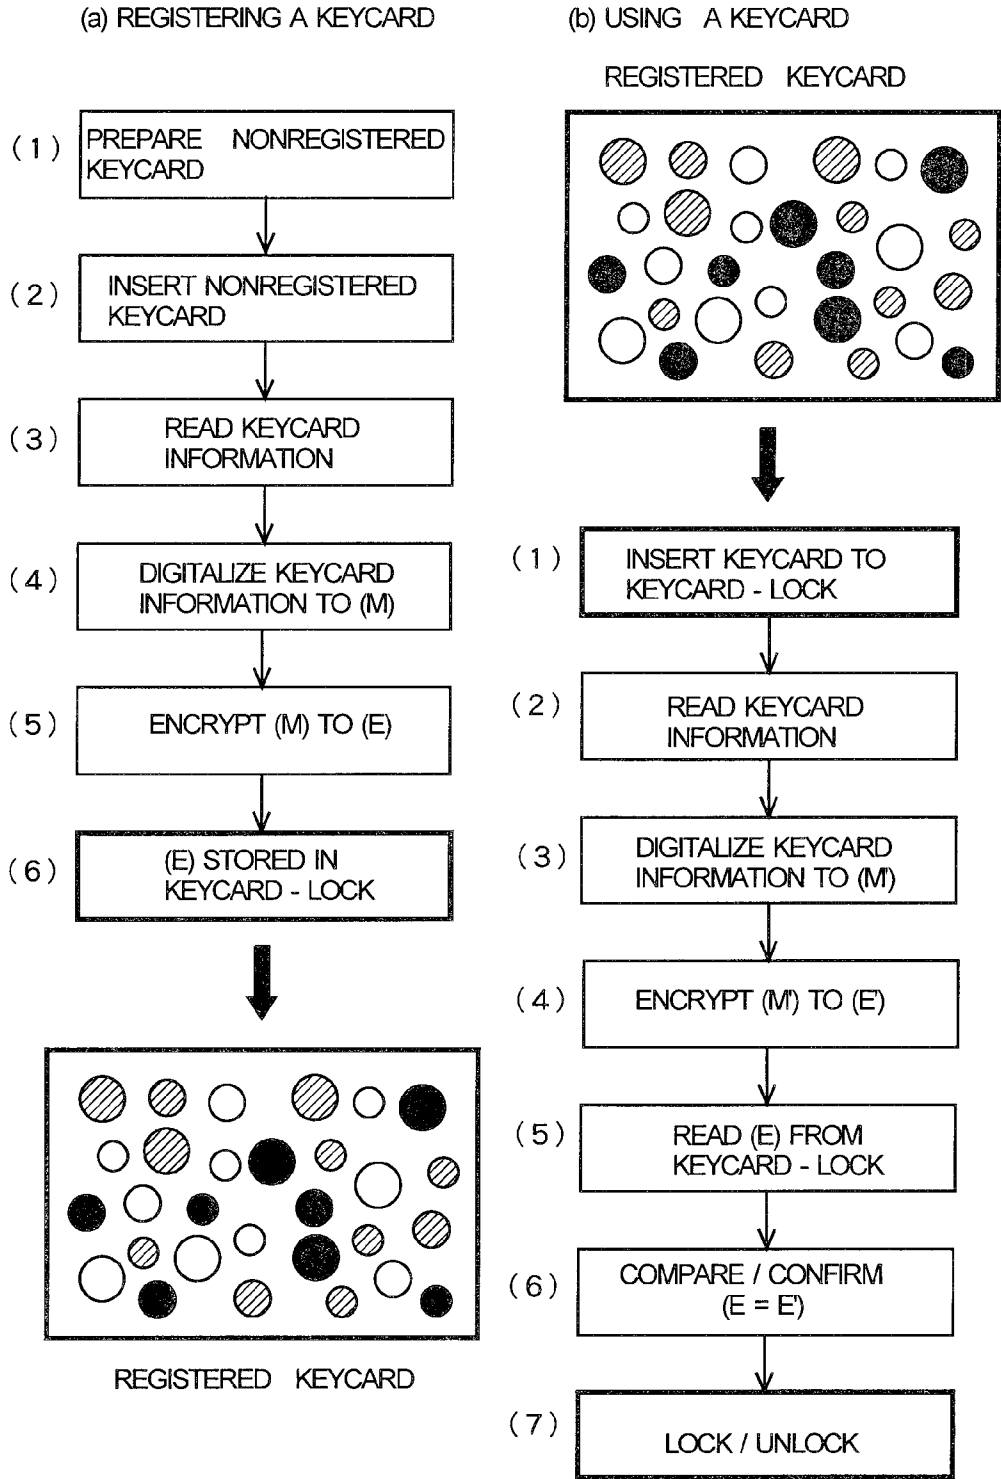 (a) REGISTERING A KEYCARD
(1)
PREPARE NONREGISTERED
KEYCARD
(2)
INSERT NONREGISTERED
KEYCARD
(3)
READ KEYCARD
INFORMATION
(4)
DIGITALIZE KEYCARD
INFORMATION TO (M)
(5)
ENCRYPT (M) TO (E)
(6)
(E) STORED IN
KEYCARD - LOCK
REGISTERED KEYCARD
(b) USING A KEYCARD
REGISTERED KEYCARD
(1)
INSERT KEYCARD TO
KEYCARD - LOCK
(2)
READ KEYCARD
INFORMATION
(3)
DIGITALIZE KEYCARD
INFORMATION TO (M')
(4)
ENCRYPT (M') TO (E')
(5)
READ (E) FROM
KEYCARD - LOCK
(6)
COMPARE / CONFIRM
(E = E')
(7)
LOCK / UNLOCK